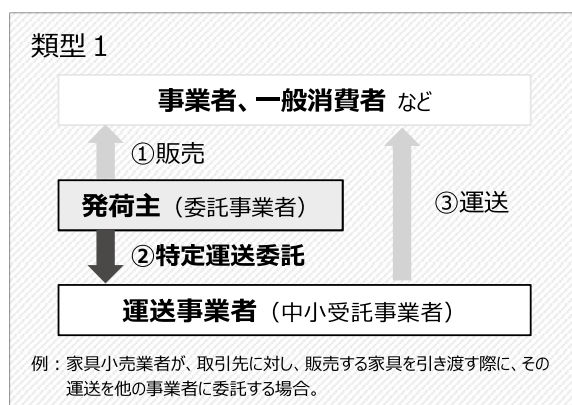 類型1
事業者、一般消費者 など
①販売
発荷主（委託事業者）
③運送
②特定運送委託
運送事業者（中小受託事業者）
例：家具小売業者が、取引先に対し、販売する家具を引き渡す際に、その
運送を他の事業者に委託する場合。